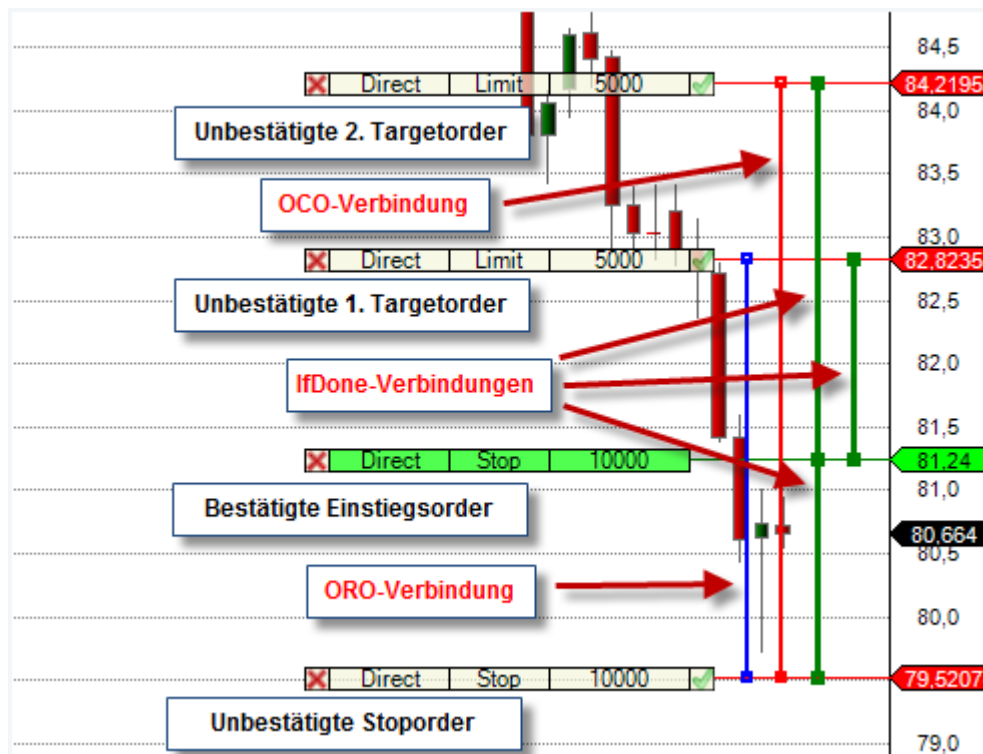 84,5
Direct Limit 5000
84,2195
84,0
Unbestätigte 2. Targetorder
83,5
OCO-Verbindung
83,0
Direct Limit 5000
82,8235
Unbestätigte 1. Targetorder
82,5
82,0
IfDone-Verbindungen
81,5
Direct Stop 10000
81,24
81,0
Bestätigte Einstiegsorder
80,664
80,5
ORO-Verbindung
80,0
Direct Stop 10000
79,5207
Unbestätigte Stoporder
79,0